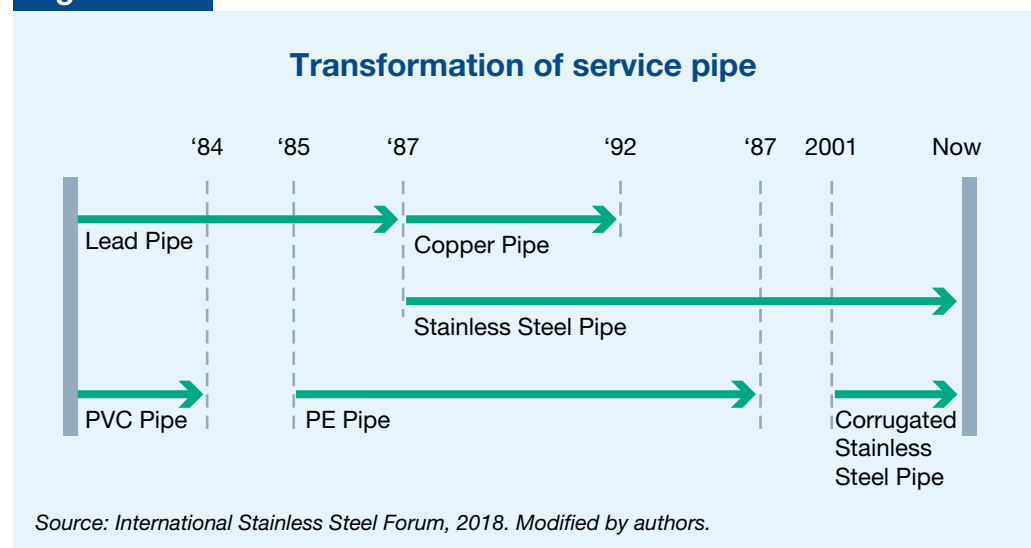 Transformation of service pipe
‘84 ‘85 ‘87 ‘92 ‘87 2001 Now
Lead Pipe
Copper Pipe
Stainless Steel Pipe
PVC Pipe
PE Pipe
Corrugated
Stainless
Steel Pipe
Source: International Stainless Steel Forum, 2018. Modified by authors.